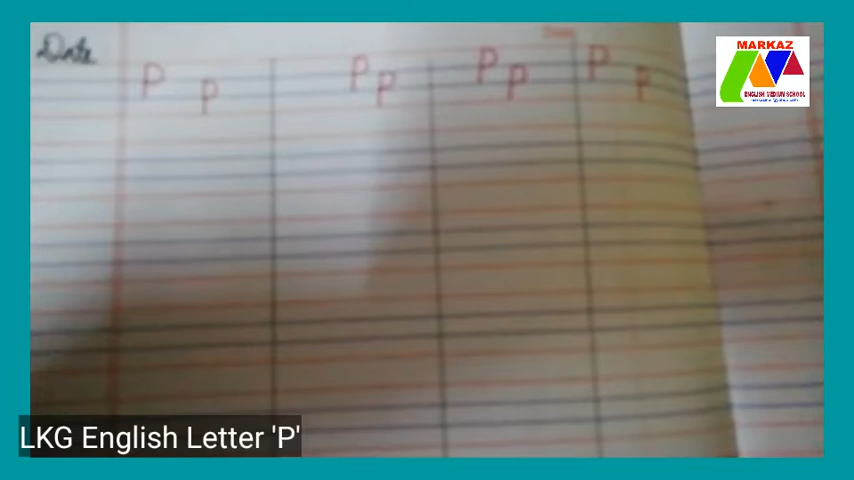 Date
P p P p P p P p
MARKAZ
ENGLISH MEDIUM SCHOOL
LKG English Letter 'P'